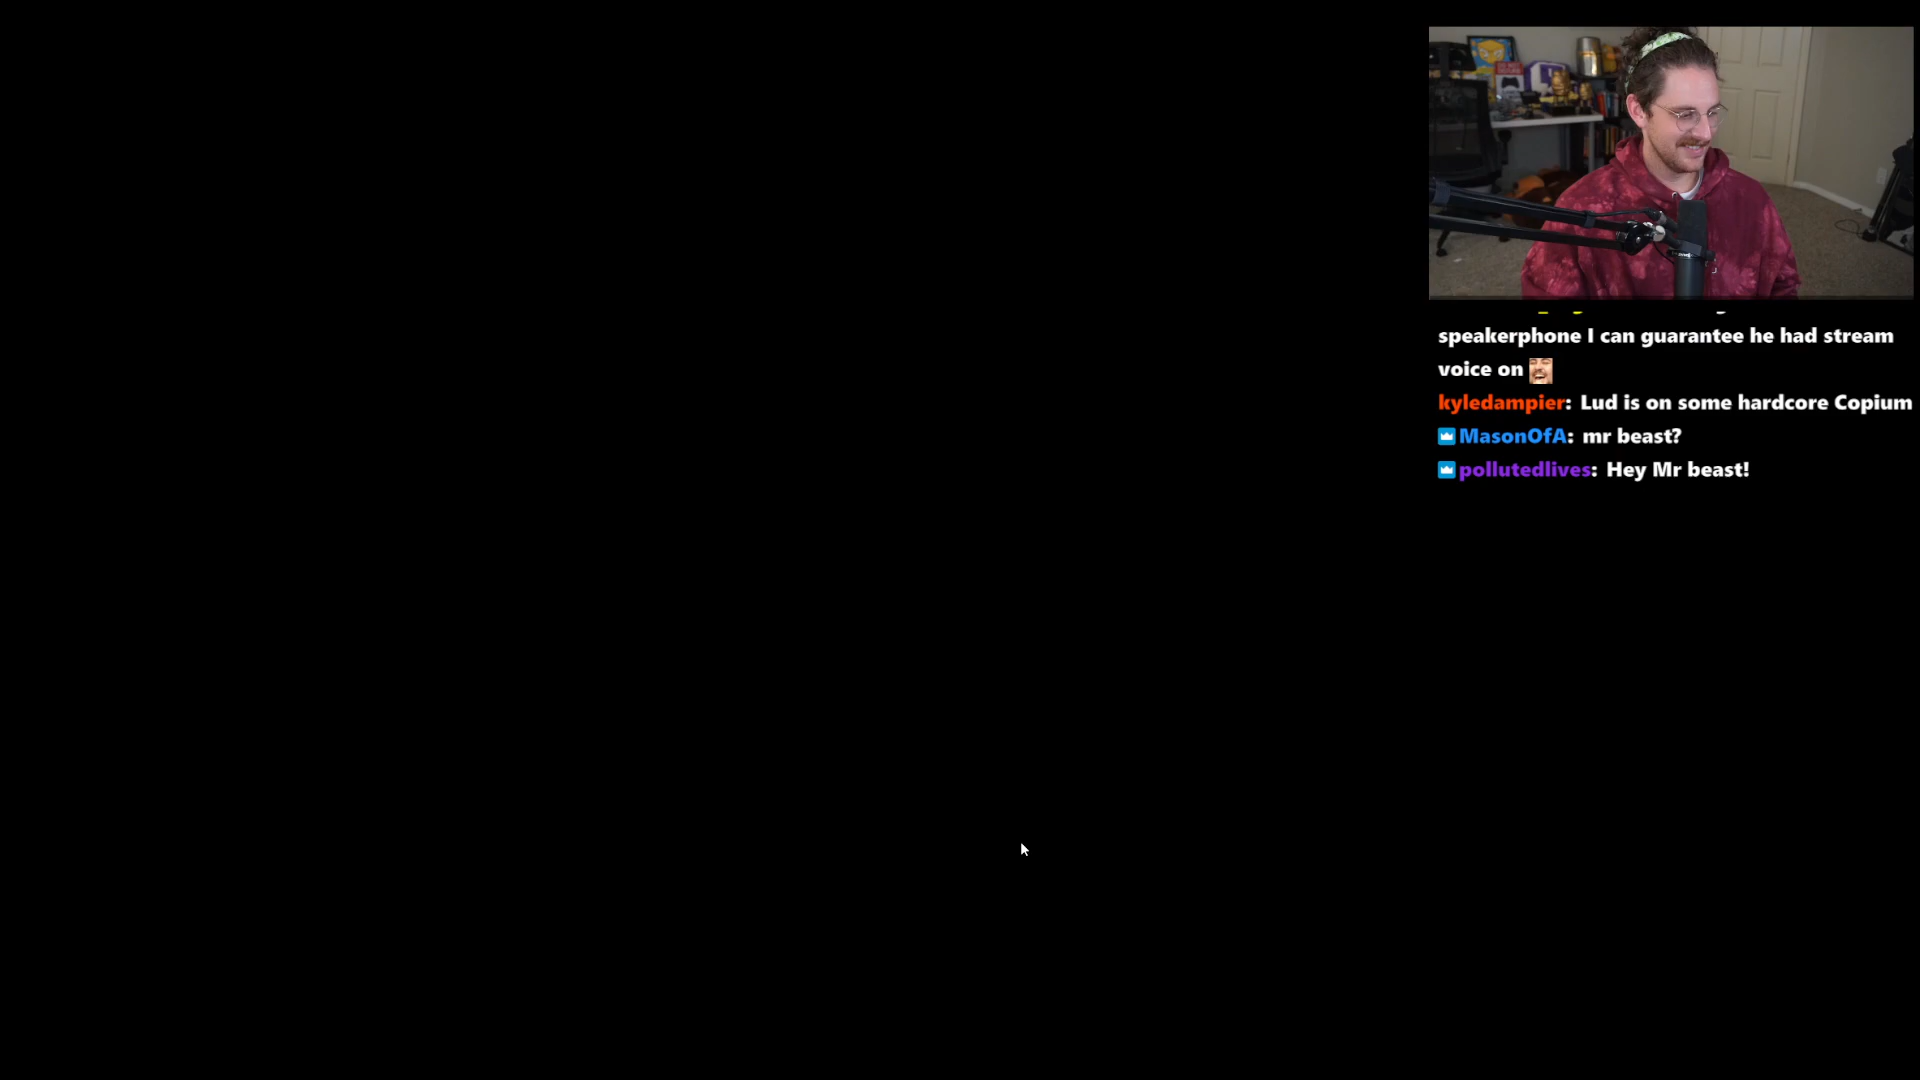 speakerphone I can guarantee he had stream
voice on
kyledampier: Lud is on some hardcore Copium
MasonOfA: mr beast?
pollutedlives: Hey Mr beast!